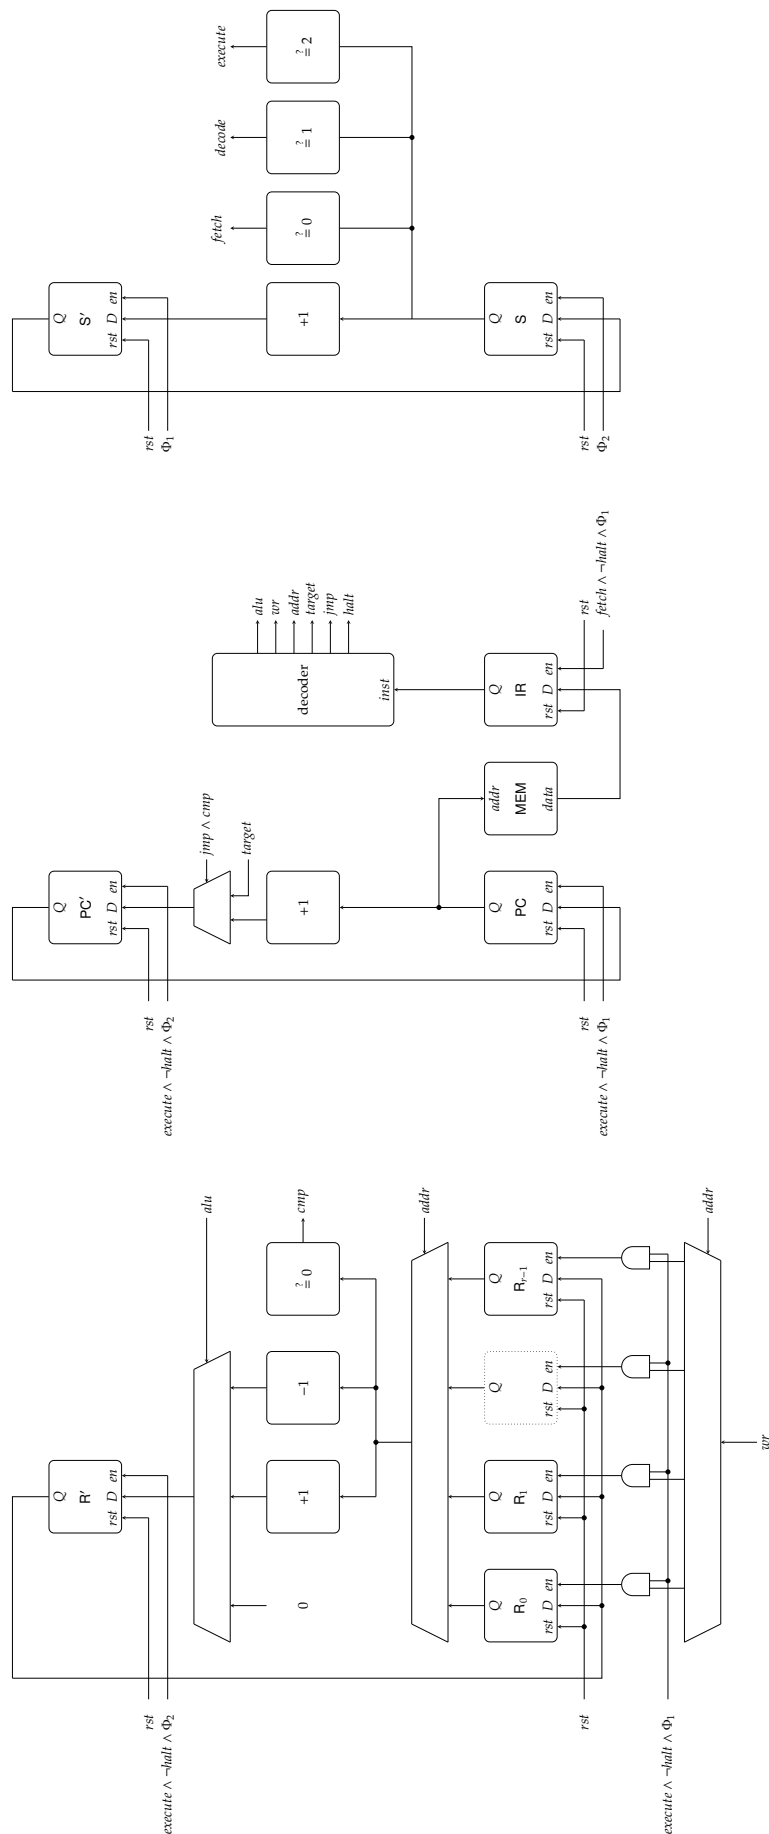 Q
R′
rst D en
rst
execute ∧ ¬halt ∧ Φ₂
alu
0
+1
−1
≟ 0
cmp
addr
Q
R₀
rst D en
Q
R₁
rst D en
Q
rst D en
Q
Rᵣ₋₁
rst D en
rst
execute ∧ ¬halt ∧ Φ₁
addr
wr
Q
PC′
rst D en
rst
execute ∧ ¬halt ∧ Φ₂
jmp ∧ cmp
target
+1
Q
PC
rst D en
rst
execute ∧ ¬halt ∧ Φ₁
addr
MEM
data
decoder
inst
alu
wr
addr
target
jmp
halt
Q
IR
rst D en
rst
fetch ∧ ¬halt ∧ Φ₁
Q
S′
rst D en
rst
Φ₁
+1
Q
S
rst D en
rst
Φ₂
fetch
≟ 0
decode
≟ 1
execute
≟ 2